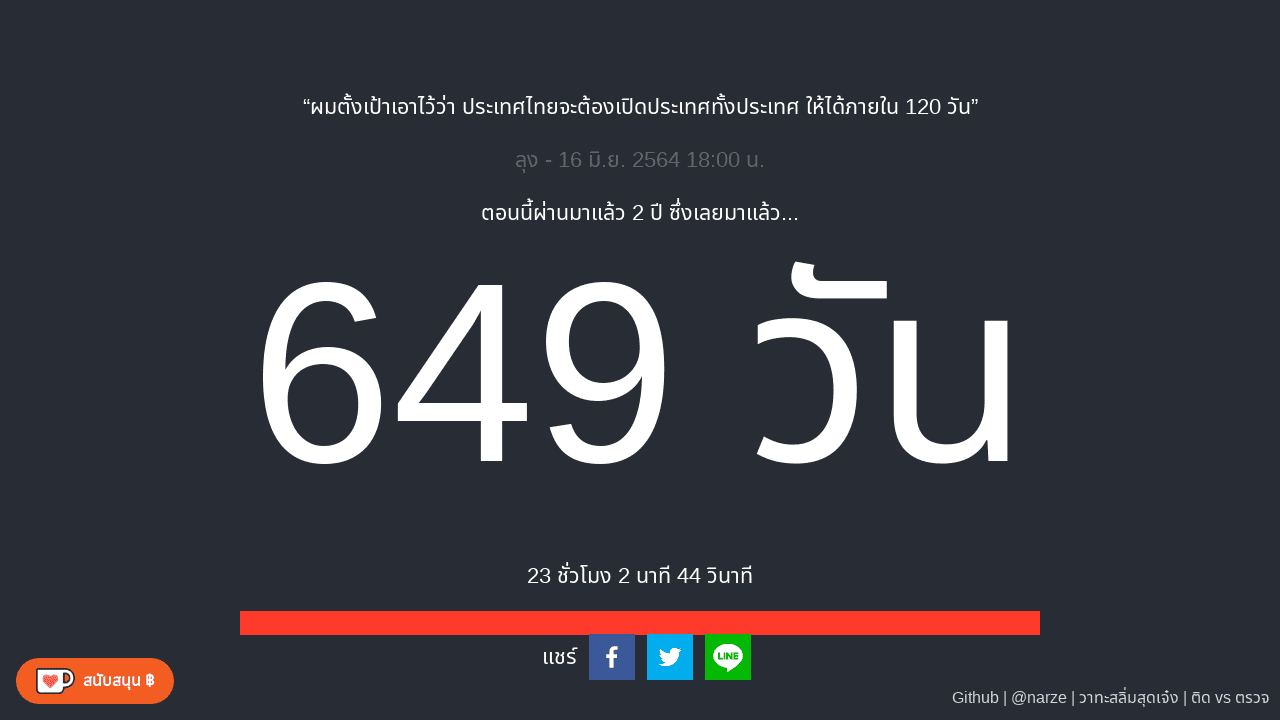 “ผมตั้งเป้าเอาไว้ว่า ประเทศไทยจะต้องเปิดประเทศทั้งประเทศ ให้ได้ภายใน 120 วัน”
ลุง - 16 มิ.ย. 2564 18:00 น.
ตอนนี้ผ่านมาแล้ว 2 ปี ซึ่งเลยมาแล้ว...
649 วัน
23 ชั่วโมง 2 นาที 44 วินาที
แชร์
LINE
สนับสนุน ฿
Github | @narze | วาทะสลิ่มสุดเจ๋ง | ติด vs ตรวจ